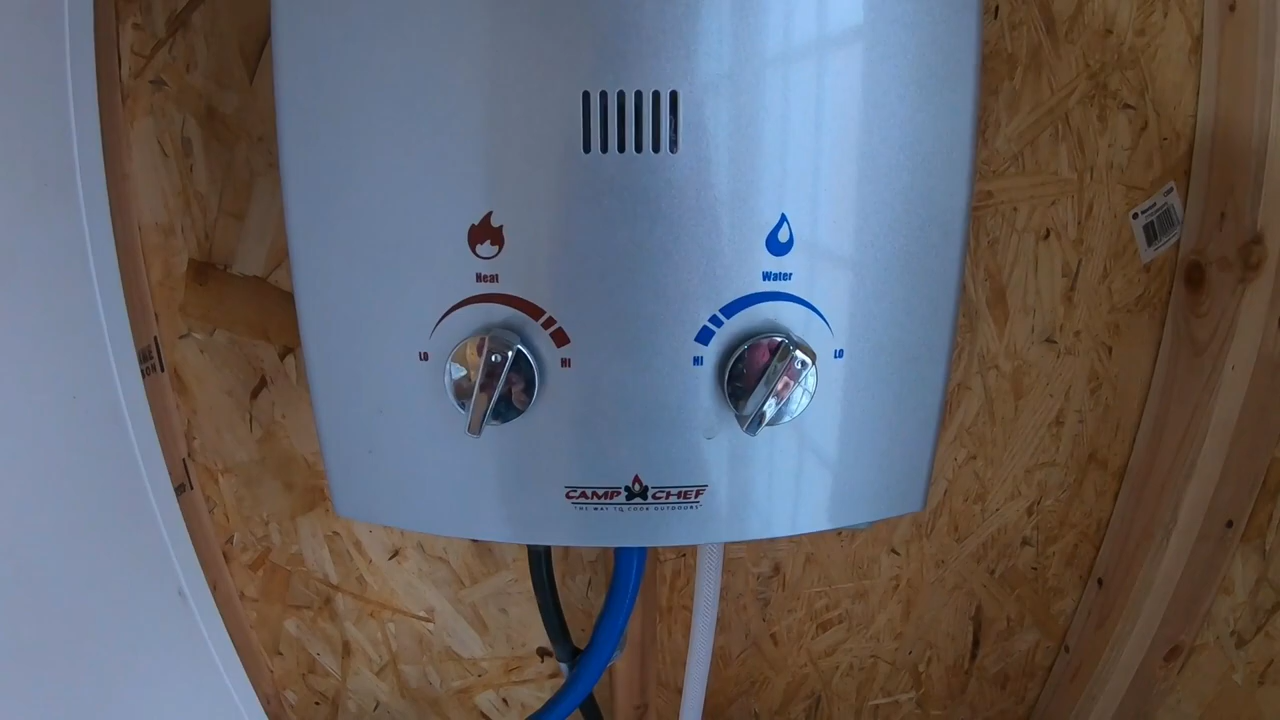 Heat
Water
LO
HI
HI
LO
CAMP CHEF
"THE WAY TO COOK OUTDOORS"